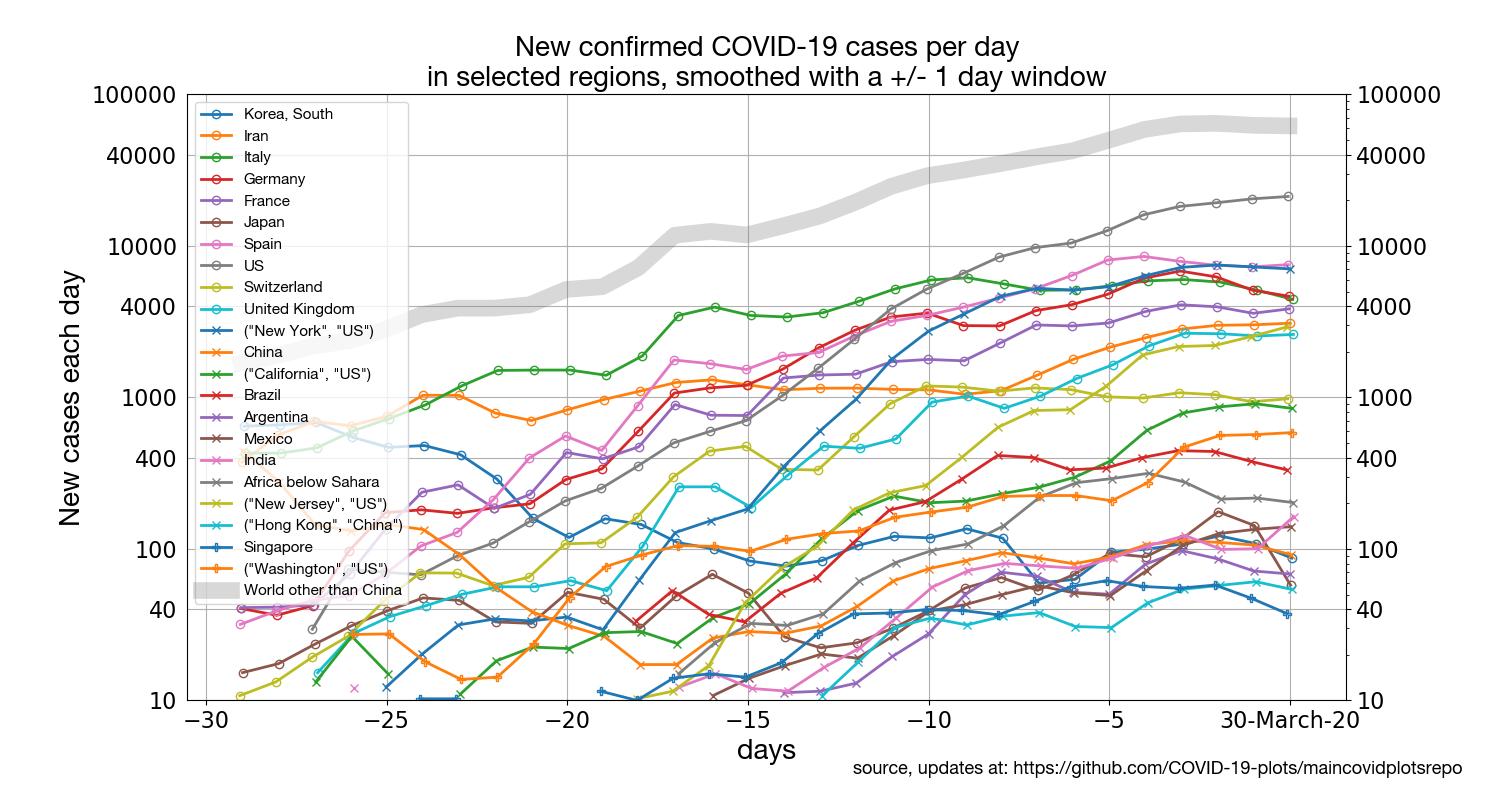 New confirmed COVID-19 cases per day
in selected regions, smoothed with a +/- 1 day window
100000
40000
10000
4000
1000
400
100
40
10
New cases each day
Korea, South
Iran
Italy
Germany
France
Japan
Spain
US
Switzerland
United Kingdom
("New York", "US")
China
("California", "US")
Brazil
Argentina
Mexico
India
Africa below Sahara
("New Jersey", "US")
("Hong Kong", "China")
Singapore
("Washington", "US")
World other than China
100000
40000
10000
4000
1000
400
100
40
10
−30
−25
−20
−15
−10
−5
30-March-20
days
source, updates at: https://github.com/COVID-19-plots/maincovidplotsrepo